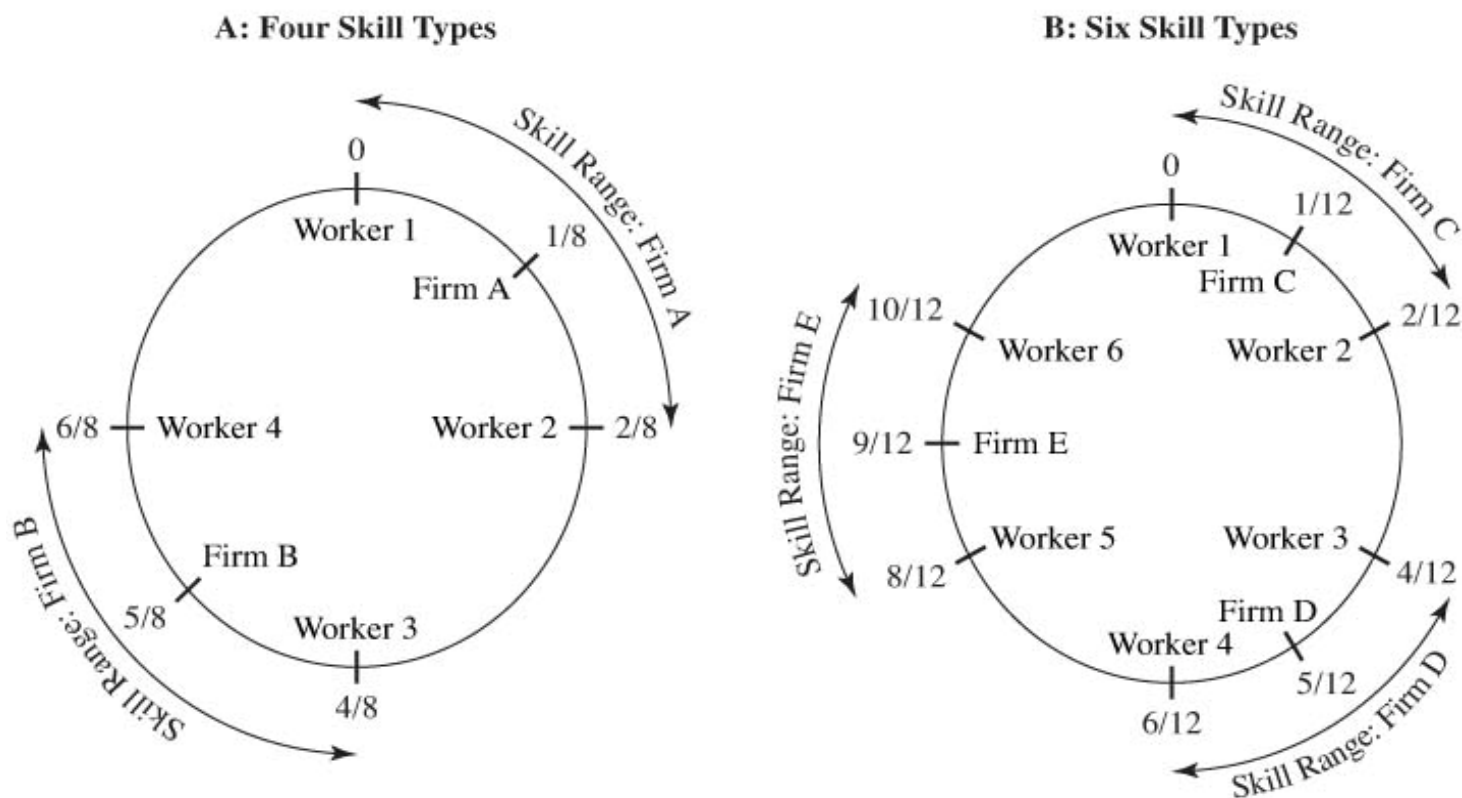 A: Four Skill Types
0
Worker 1
Skill Range: Firm A
1/8
Firm A
6/8
Worker 4
Worker 2
2/8
Firm B
5/8
Worker 3
4/8
Skill Range: Firm B
B: Six Skill Types
0
Worker 1
Skill Range: Firm C
1/12
Firm C
10/12
Worker 6
Worker 2
2/12
Skill Range: Firm E
9/12
Firm E
8/12
Worker 5
Worker 3
4/12
Firm D
Worker 4
5/12
6/12
Skill Range: Firm D